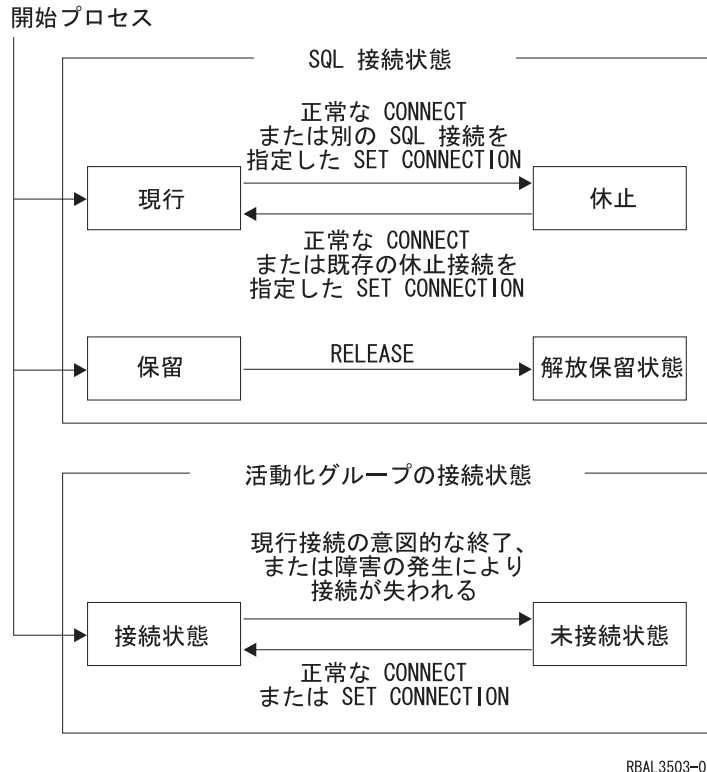 開始プロセス
SQL 接続状態
正常な CONNECT
または別の SQL 接続を
指定した SET CONNECTION
現行
休止
正常な CONNECT
または既存の休止接続を
指定した SET CONNECTION
保留
RELEASE
解放保留状態
活動化グループの接続状態
現行接続の意図的な終了、
または障害の発生により
接続が失われる
接続状態
未接続状態
正常な CONNECT
または SET CONNECTION
RBAL3503-0